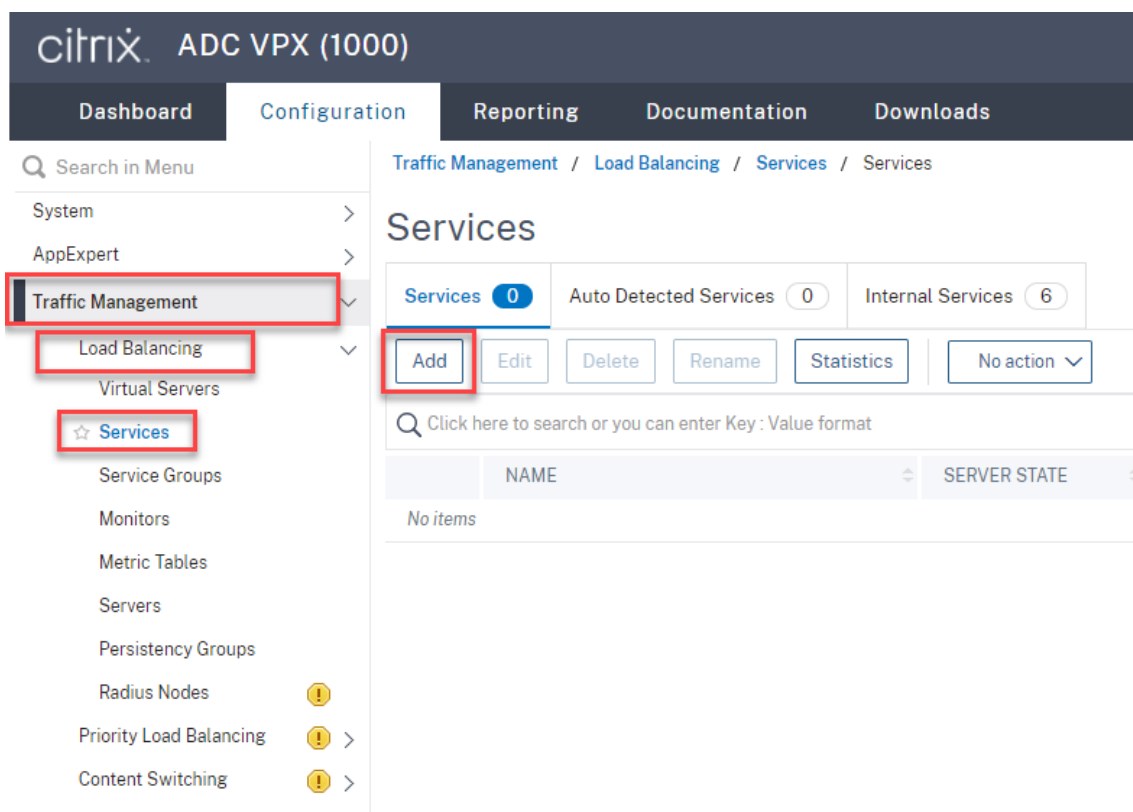 citrix. ADC VPX (1000)
Dashboard Configuration Reporting Documentation Downloads
Search in Menu
Traffic Management / Load Balancing / Services / Services
System
AppExpert
Traffic Management
Load Balancing
Virtual Servers
Services
Service Groups
Monitors
Metric Tables
Servers
Persistency Groups
Radius Nodes
Priority Load Balancing
Content Switching
Services
Services 0 Auto Detected Services 0 Internal Services 6
Add Edit Delete Rename Statistics No action
Click here to search or you can enter Key : Value format
NAME SERVER STATE
No items